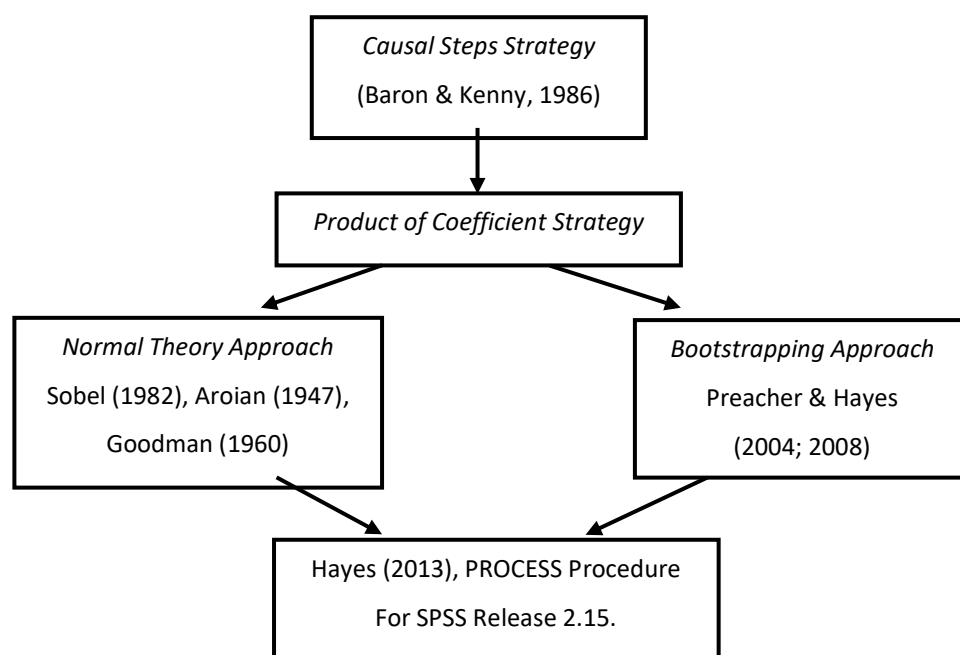 Causal Steps Strategy
(Baron & Kenny, 1986)
Product of Coefficient Strategy
Normal Theory Approach
Sobel (1982), Aroian (1947),
Goodman (1960)
Bootstrapping Approach
Preacher & Hayes
(2004; 2008)
Hayes (2013), PROCESS Procedure
For SPSS Release 2.15.